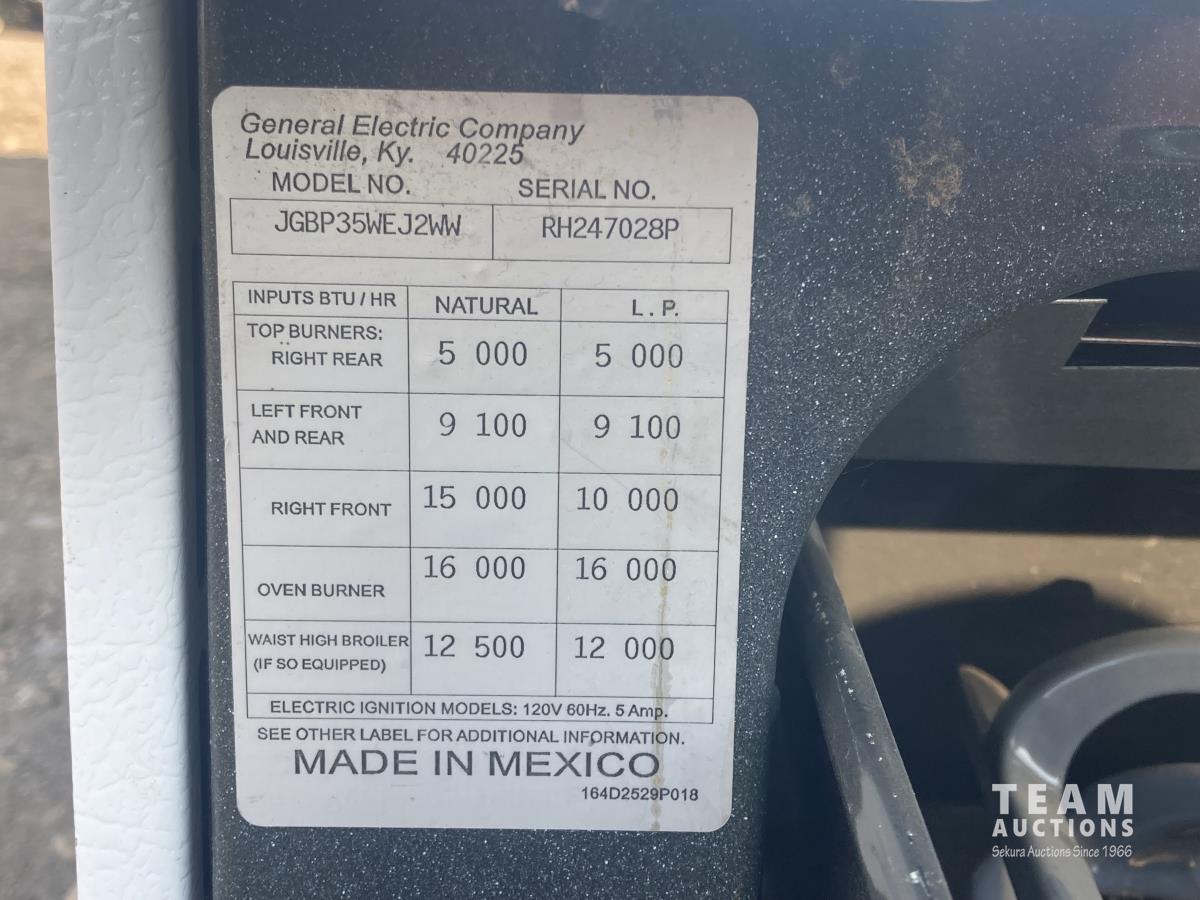 General Electric Company
Louisville, Ky. 40225
MODEL NO. SERIAL NO.
JGBP35WEJ2WW RH247028P
INPUTS BTU / HR NATURAL L . P.
TOP BURNERS:
RIGHT REAR 5 000 5 000
LEFT FRONT
AND REAR 9 100 9 100
RIGHT FRONT 15 000 10 000
OVEN BURNER 16 000 16 000
WAIST HIGH BROILER
(IF SO EQUIPPED) 12 500 12 000
ELECTRIC IGNITION MODELS: 120V 60Hz. 5 Amp.
SEE OTHER LABEL FOR ADDITIONAL INFORMATION.
MADE IN MEXICO
164D2529P018
TEAM
AUCTIONS
Sekura Auctions Since 1966